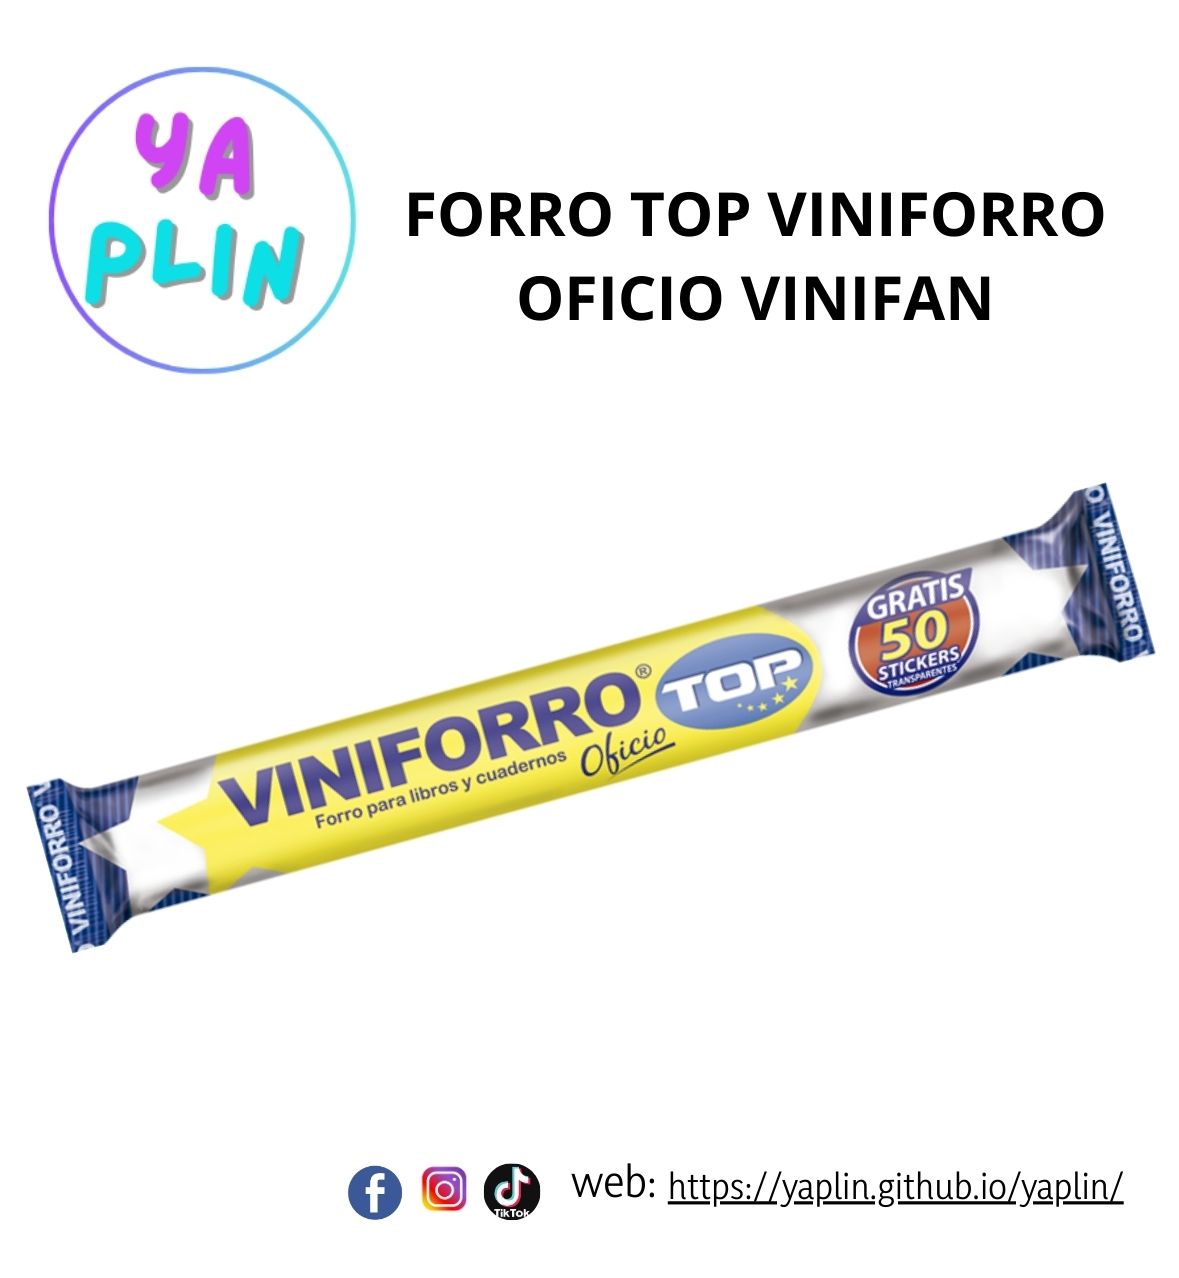 YA
PLIN
FORRO TOP VINIFORRO
OFICIO VINIFAN
O VINIFORRO
GRATIS
50
STICKERS
TRANSPARENTES
VINIFORRO® TOP
Forro para libros y cuadernos Oficio
VINIFORRO
TikTok
web: https://yaplin.github.io/yaplin/